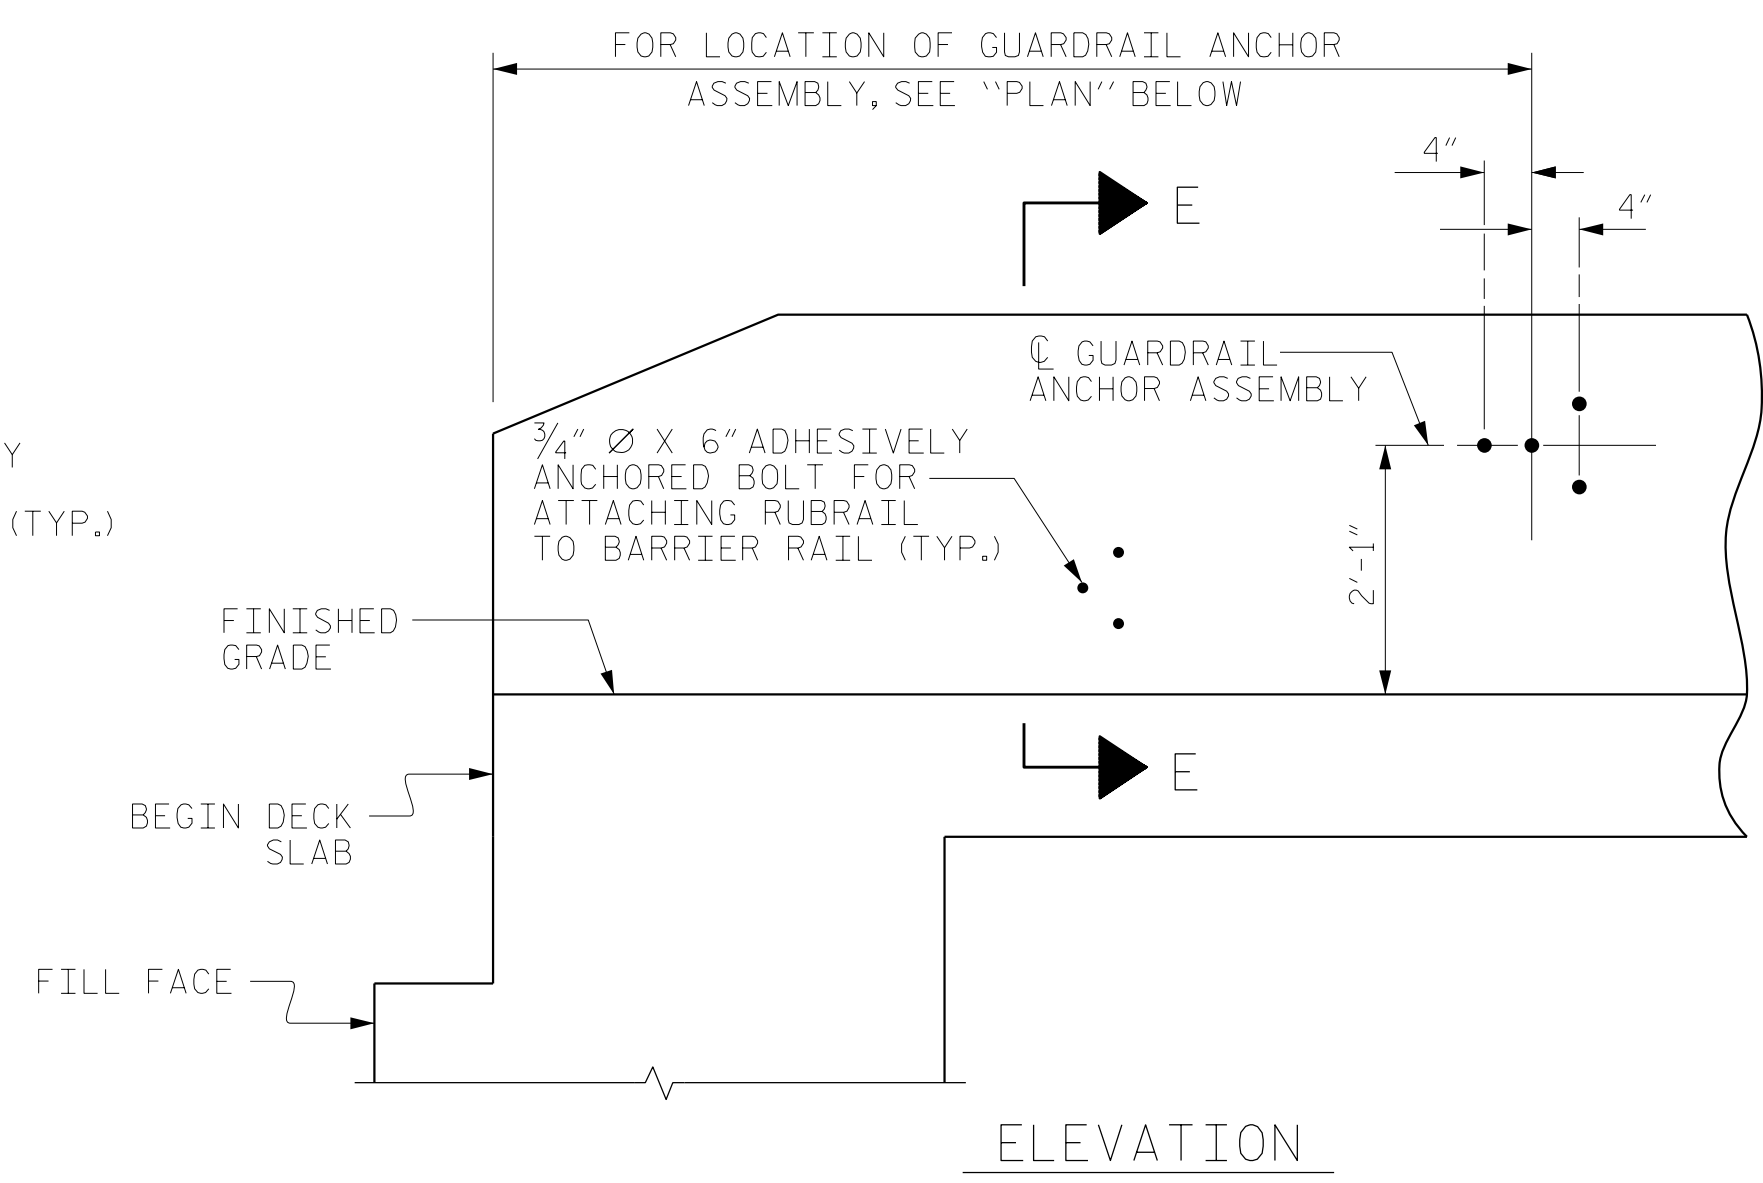 FOR LOCATION OF GUARDRAIL ANCHOR
ASSEMBLY, SEE ‶PLAN″ BELOW
4″
4″
E
℄ GUARDRAIL
ANCHOR ASSEMBLY
¾″ Ø X 6″ ADHESIVELY
ANCHORED BOLT FOR
ATTACHING RUBRAIL
TO BARRIER RAIL (TYP.)
Y
(TYP.)
2′-1″
FINISHED
GRADE
E
BEGIN DECK
SLAB
FILL FACE
ELEVATION